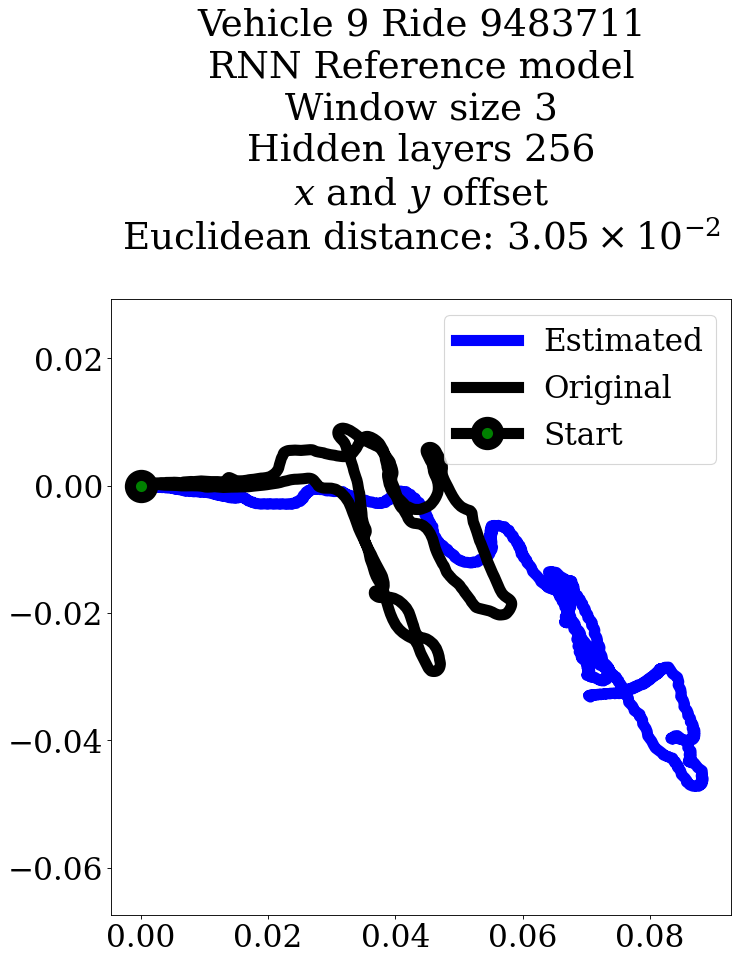 Vehicle 9 Ride 9483711
RNN Reference model
Window size 3
Hidden layers 256
x and y offset
Euclidean distance: 3.05 × 10⁻²
Estimated
Original
Start
0.02
0.00
−0.02
−0.04
−0.06
0.00 0.02 0.04 0.06 0.08